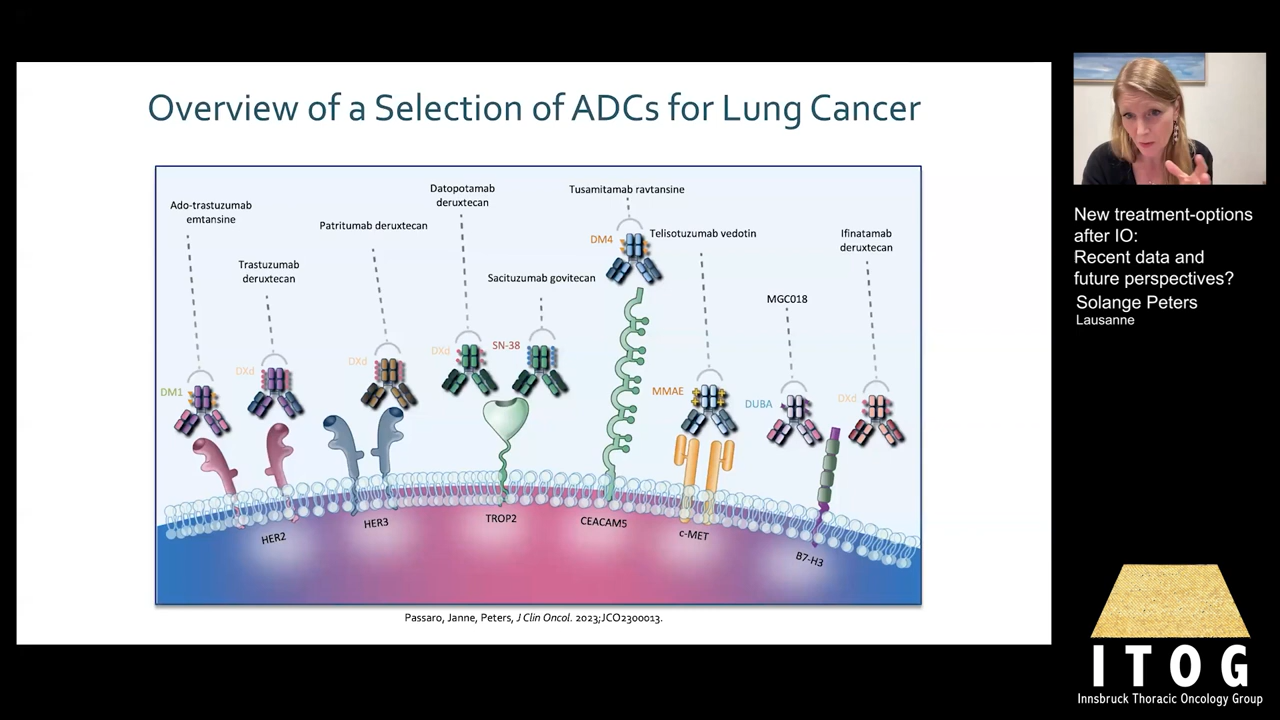 Overview of a Selection of ADCs for Lung Cancer
Ado-trastuzumab
emtansine
Trastuzumab
deruxtecan
Patritumab deruxtecan
Datopotamab
deruxtecan
Sacituzumab govitecan
Tusamitamab ravtansine
Telisotuzumab vedotin
MGC018
Ifinatamab
deruxtecan
DM1
DXd
DXd
DXd
SN-38
DM4
MMAE
DUBA
DXd
HER2
HER3
TROP2
CEACAM5
c-MET
B7-H3
Passaro, Janne, Peters, J Clin Oncol. 2023;JCO2300013.
New treatment-options
after IO:
Recent data and
future perspectives?
Solange Peters
Lausanne
ITOG
Innsbruck Thoracic Oncology Group